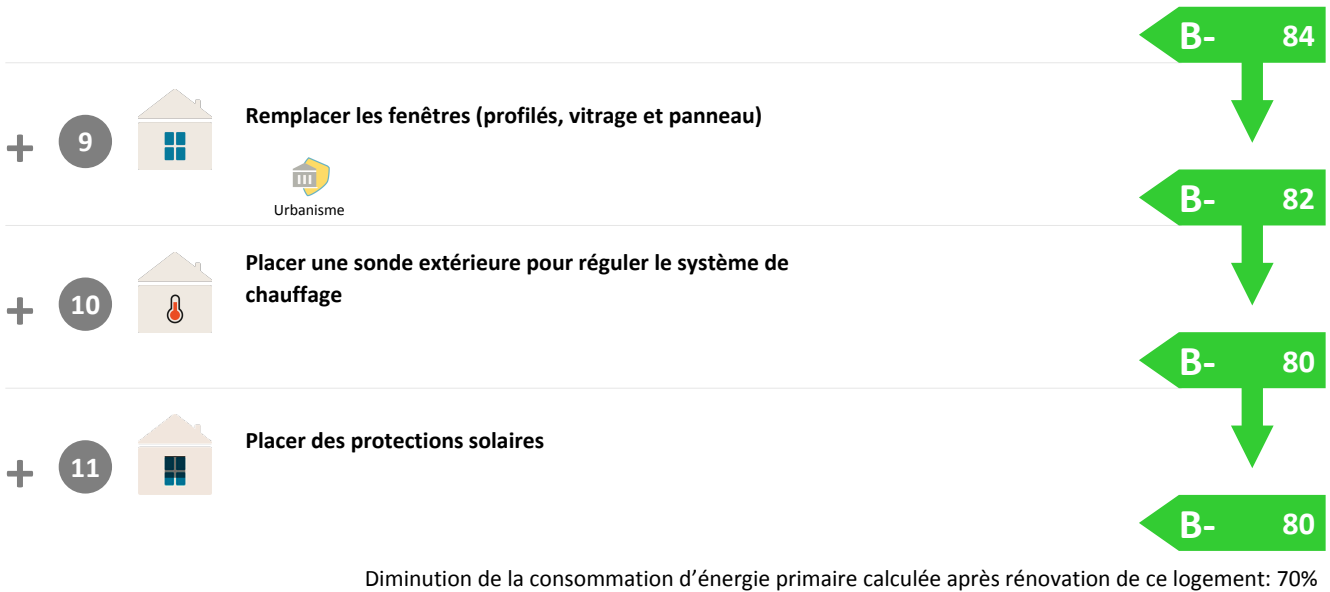 B- 84
+ 9 Remplacer les fenêtres (profilés, vitrage et panneau)
Urbanisme
B- 82
+ 10 Placer une sonde extérieure pour réguler le système de
chauffage
B- 80
+ 11 Placer des protections solaires
B- 80
Diminution de la consommation d’énergie primaire calculée après rénovation de ce logement: 70%